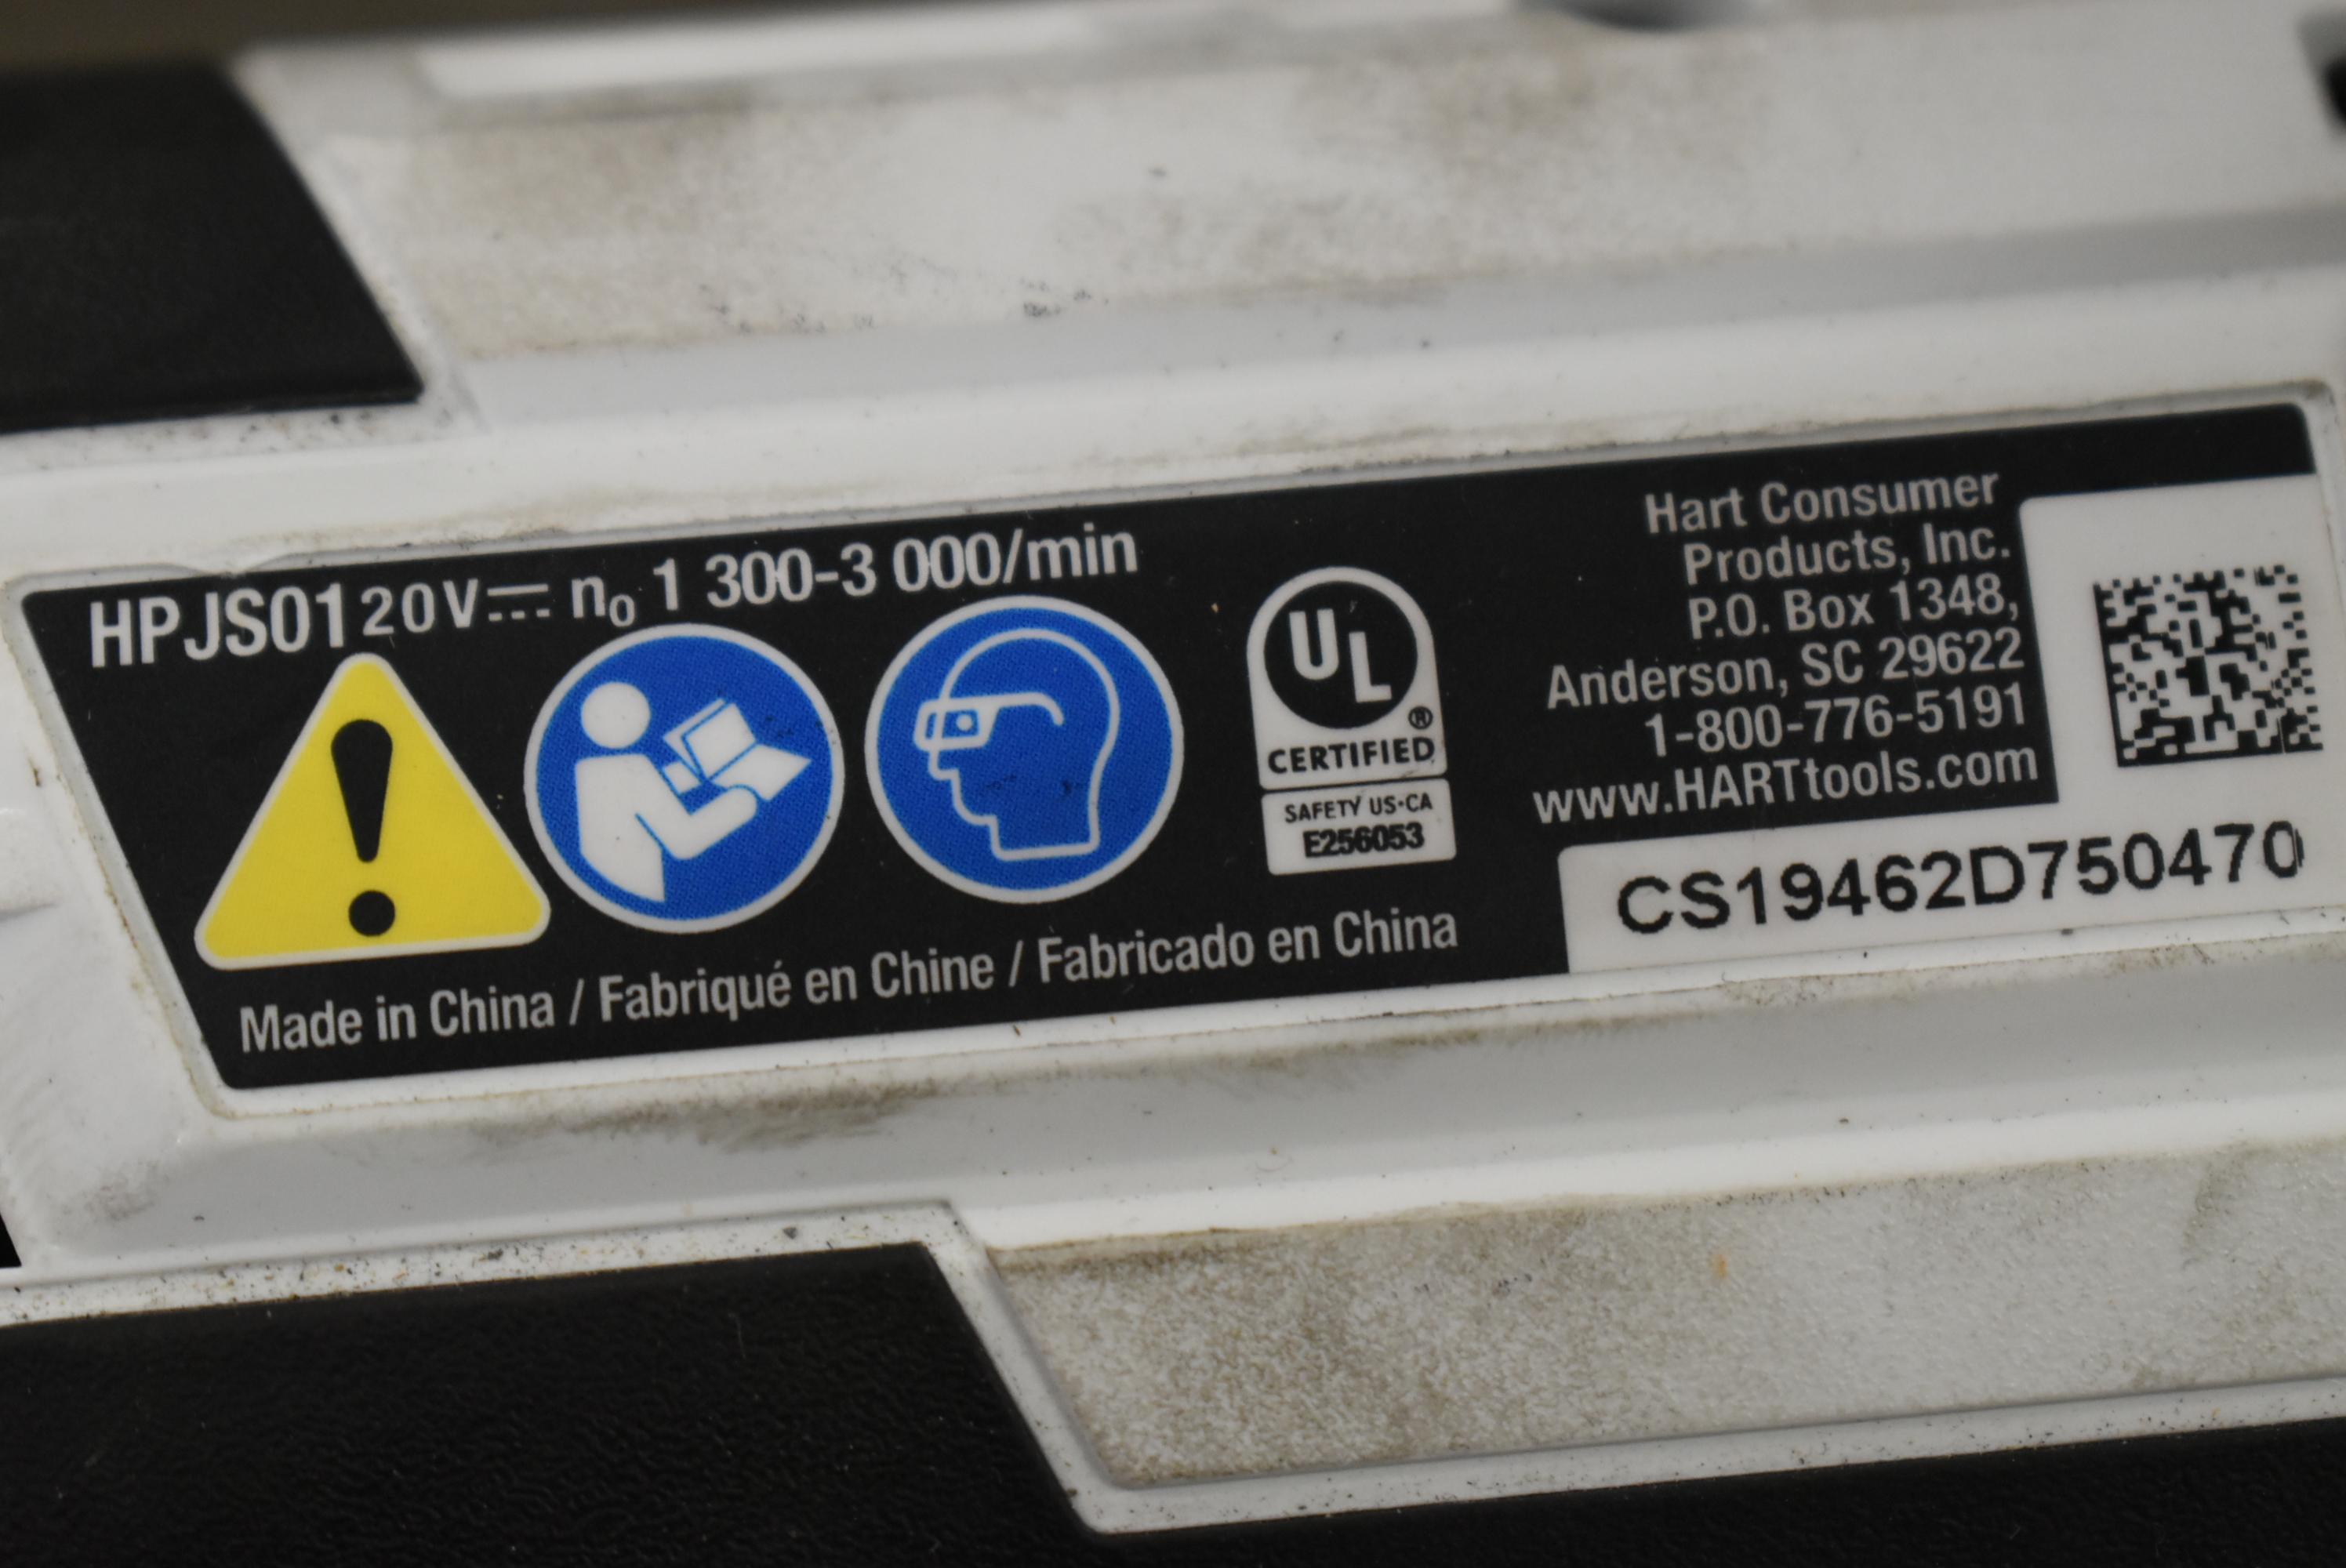 HPJS01 20V⎓ n₀ 1 300-3 000/min
UL®
CERTIFIED
SAFETY US•CA
E256053
Hart Consumer
Products, Inc.
P.O. Box 1348,
Anderson, SC 29622
1-800-776-5191
www.HARTtools.com
CS19462D750470
Made in China / Fabriqué en Chine / Fabricado en China